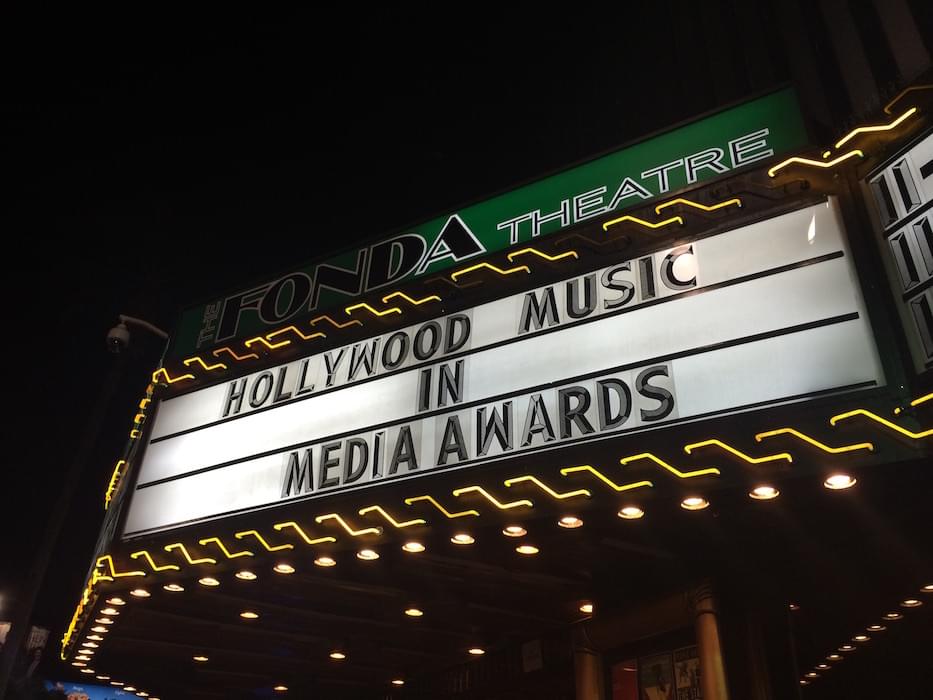 THE FONDA THEATRE
HOLLYWOOD MUSIC
IN
MEDIA AWARDS